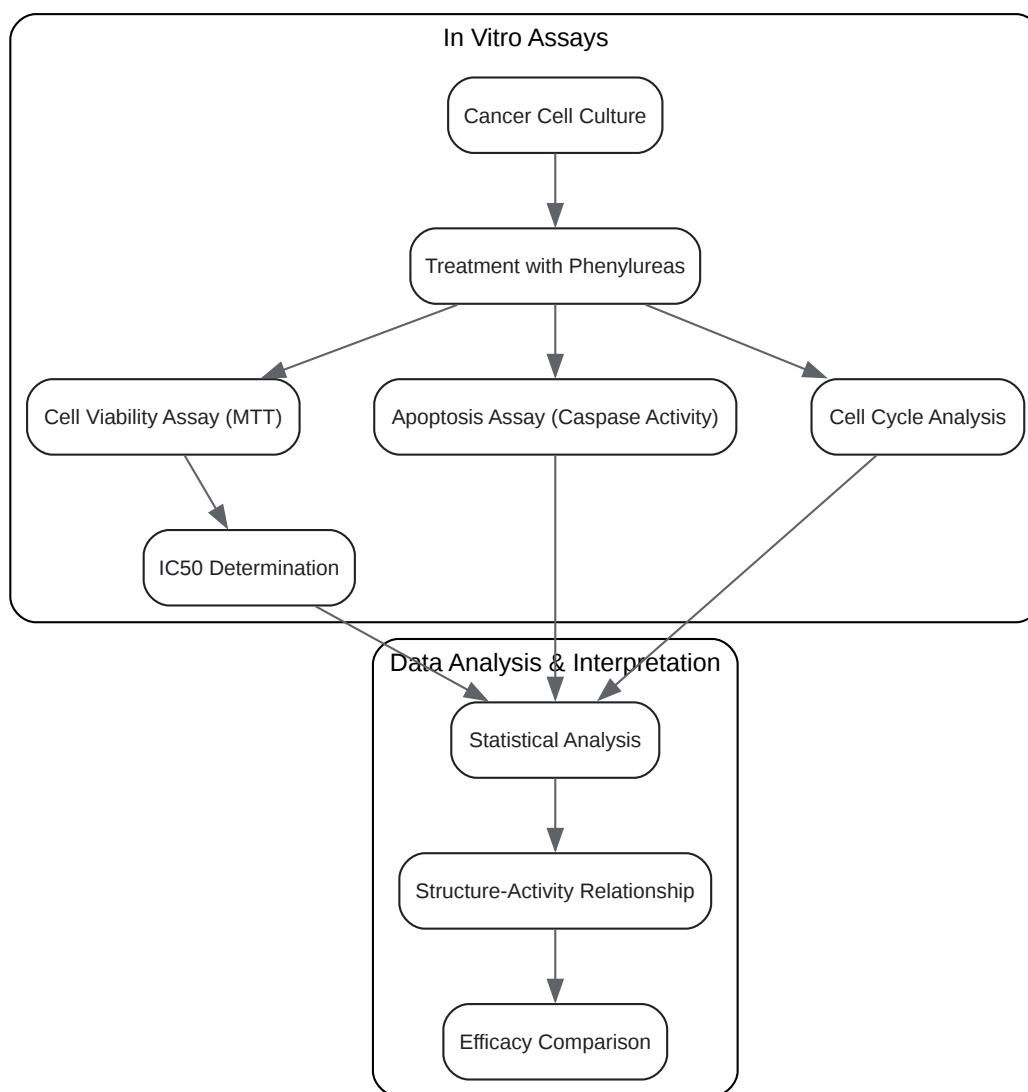 In Vitro Assays
Cancer Cell Culture
Treatment with Phenylureas
Cell Viability Assay (MTT)
Apoptosis Assay (Caspase Activity)
Cell Cycle Analysis
IC50 Determination
Data Analysis & Interpretation
Statistical Analysis
Structure-Activity Relationship
Efficacy Comparison